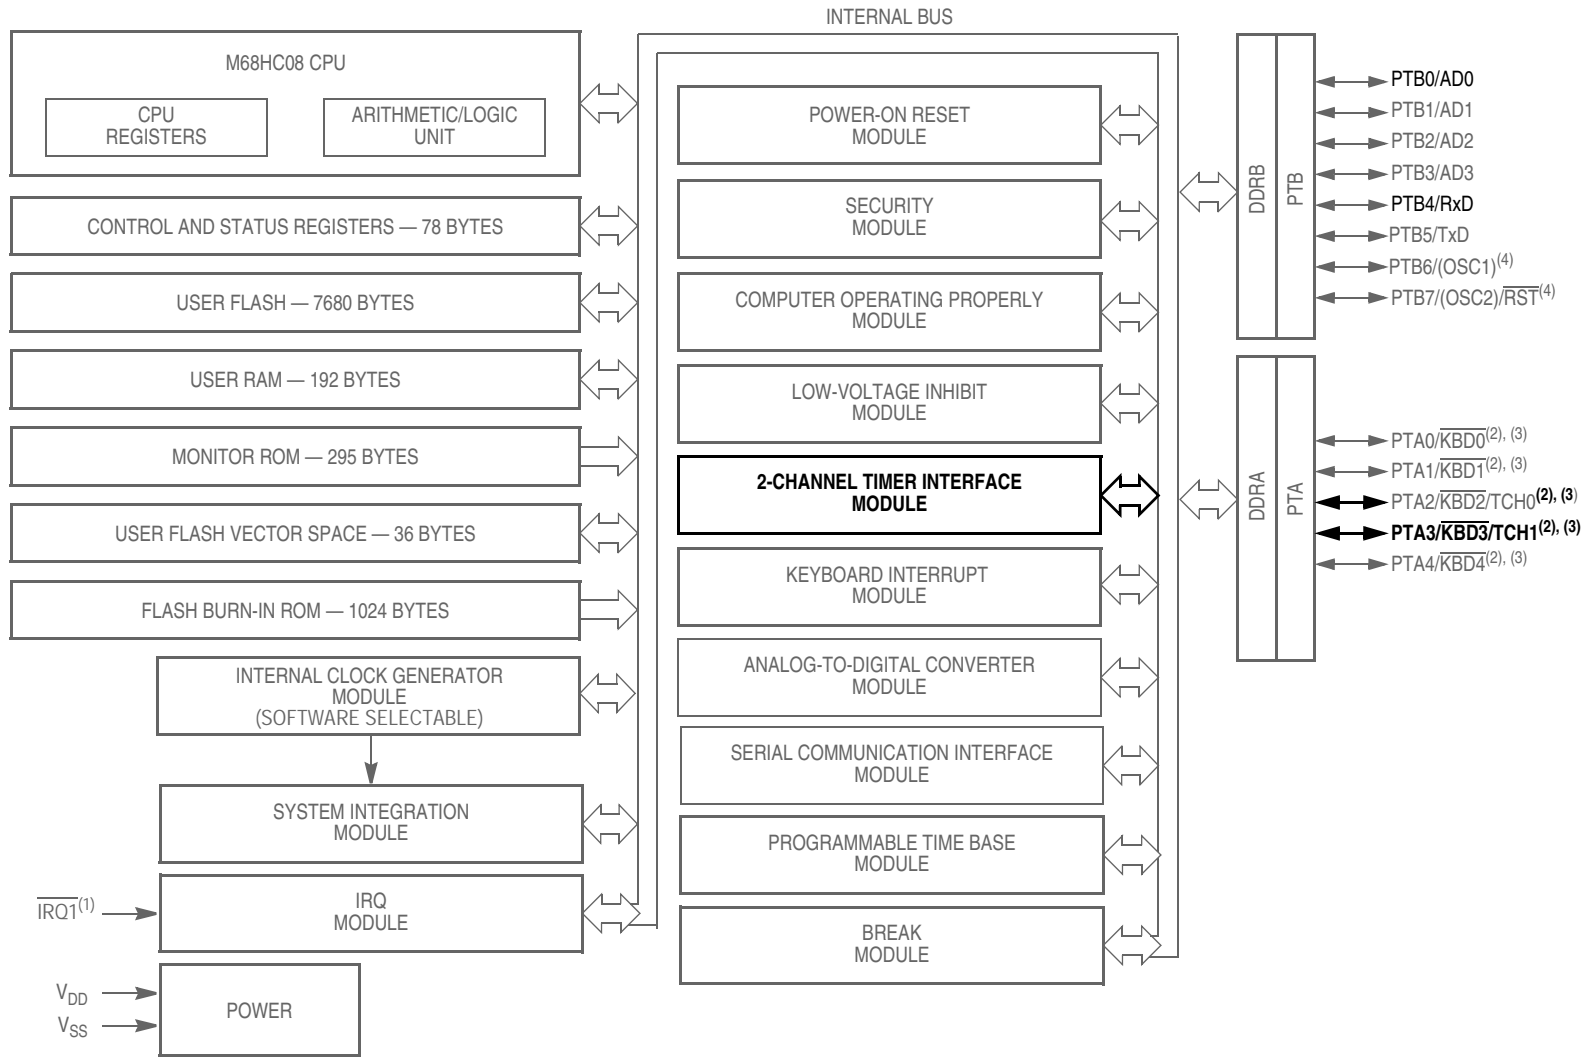 INTERNAL BUS
M68HC08 CPU
CPU
REGISTERS
ARITHMETIC/LOGIC
UNIT
CONTROL AND STATUS REGISTERS — 78 BYTES
USER FLASH — 7680 BYTES
USER RAM — 192 BYTES
MONITOR ROM — 295 BYTES
USER FLASH VECTOR SPACE — 36 BYTES
FLASH BURN-IN ROM — 1024 BYTES
INTERNAL CLOCK GENERATOR
MODULE
(SOFTWARE SELECTABLE)
SYSTEM INTEGRATION
MODULE
IRQ1(1)
IRQ
MODULE
VDD
VSS
POWER
POWER-ON RESET
MODULE
SECURITY
MODULE
COMPUTER OPERATING PROPERLY
MODULE
LOW-VOLTAGE INHIBIT
MODULE
2-CHANNEL TIMER INTERFACE
MODULE
KEYBOARD INTERRUPT
MODULE
ANALOG-TO-DIGITAL CONVERTER
MODULE
SERIAL COMMUNICATION INTERFACE
MODULE
PROGRAMMABLE TIME BASE
MODULE
BREAK
MODULE
DDRB
PTB
PTB0/AD0
PTB1/AD1
PTB2/AD2
PTB3/AD3
PTB4/RxD
PTB5/TxD
PTB6/(OSC1)(4)
PTB7/(OSC2)/RST(4)
DDRA
PTA
PTA0/KBD0(2), (3)
PTA1/KBD1(2), (3)
PTA2/KBD2/TCH0(2), (3)
PTA3/KBD3/TCH1(2), (3)
PTA4/KBD4(2), (3)